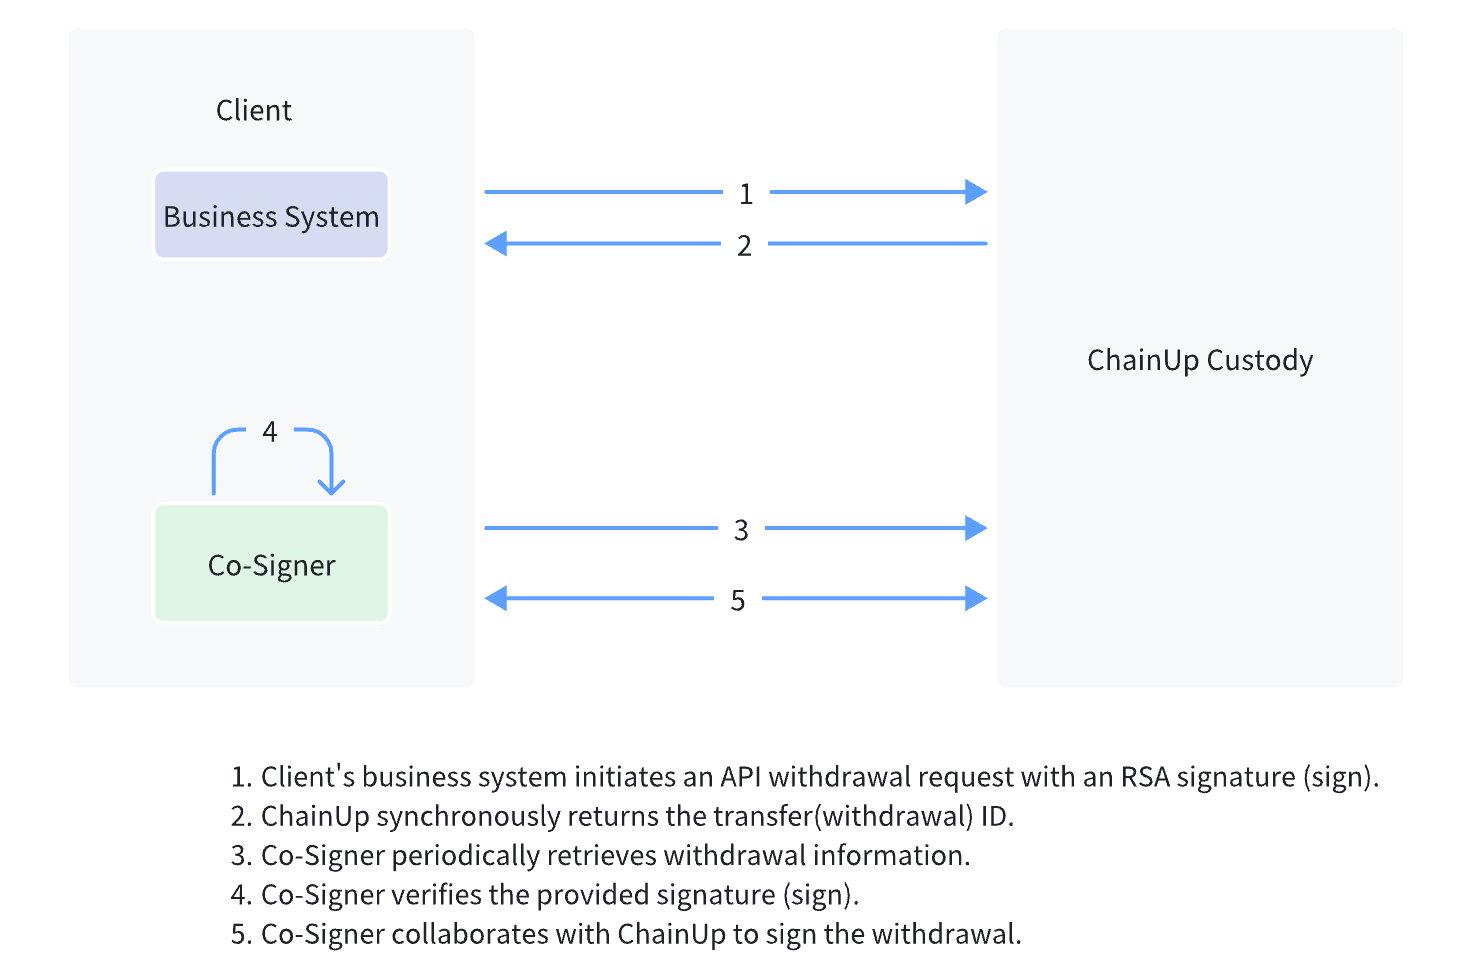 Client
Business System
1
2
ChainUp Custody
4
Co-Signer
3
5
1. Client's business system initiates an API withdrawal request with an RSA signature (sign).
2. ChainUp synchronously returns the transfer(withdrawal) ID.
3. Co-Signer periodically retrieves withdrawal information.
4. Co-Signer verifies the provided signature (sign).
5. Co-Signer collaborates with ChainUp to sign the withdrawal.